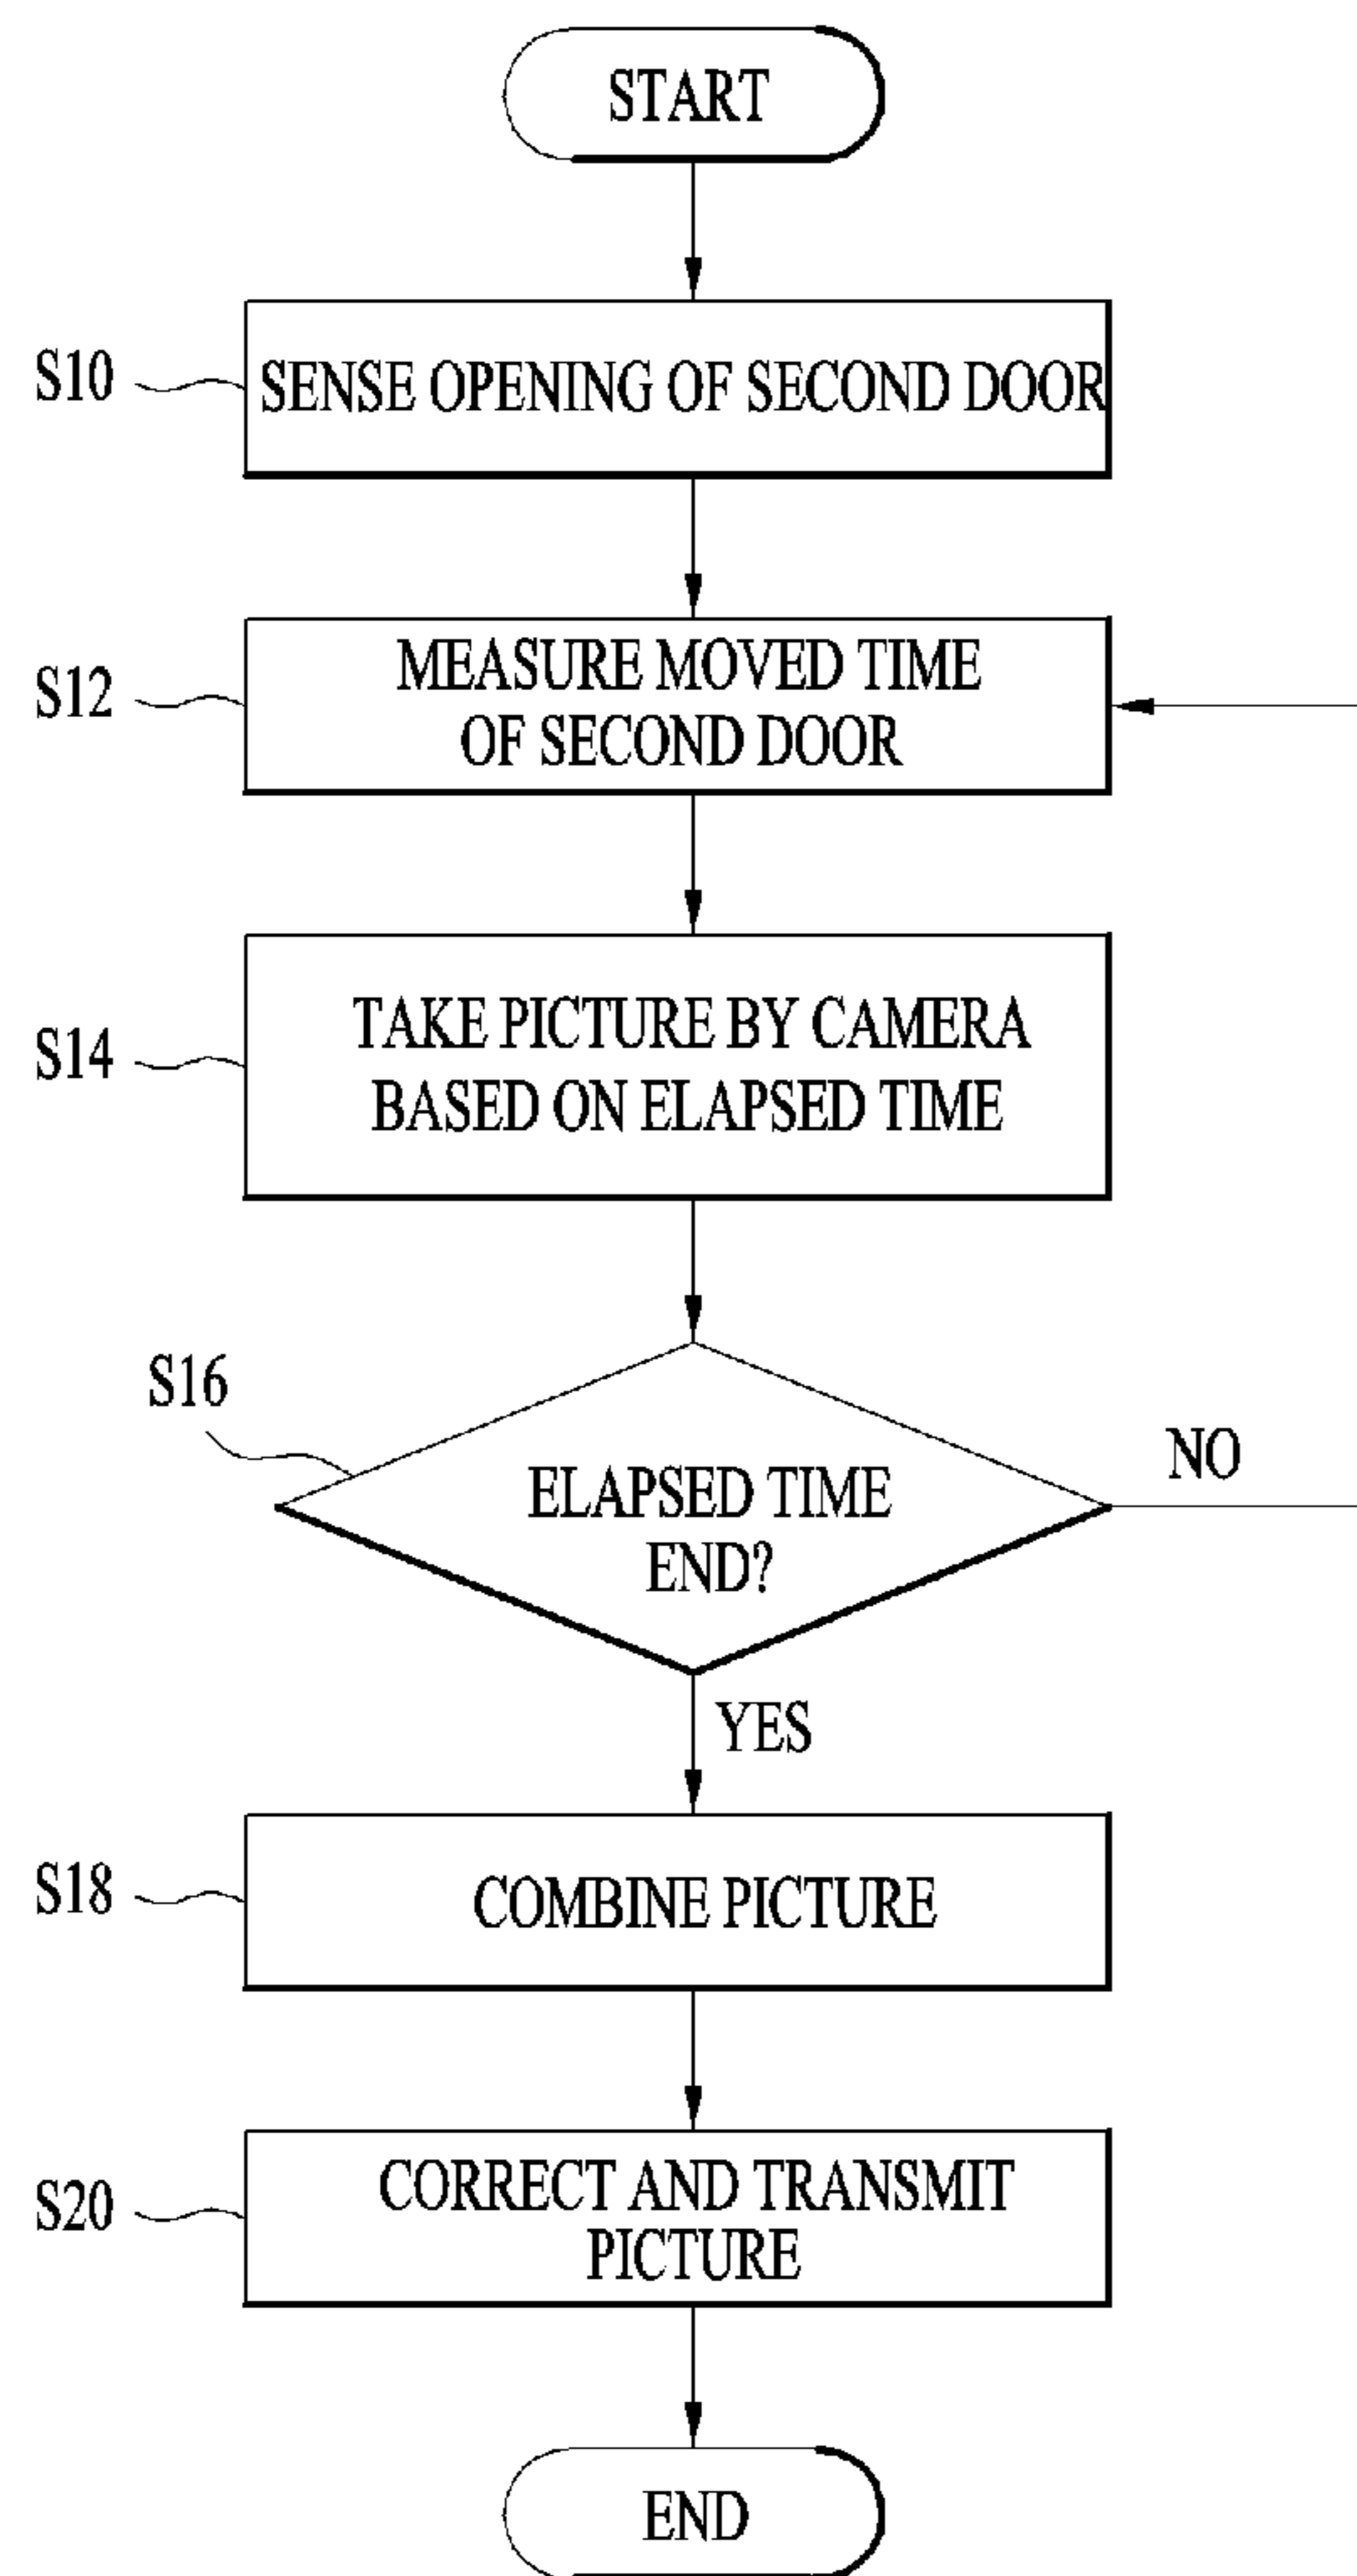 START
S10
SENSE OPENING OF SECOND DOOR
S12
MEASURE MOVED TIME
OF SECOND DOOR
S14
TAKE PICTURE BY CAMERA
BASED ON ELAPSED TIME
S16
ELAPSED TIME
END?
NO
YES
S18
COMBINE PICTURE
S20
CORRECT AND TRANSMIT
PICTURE
END